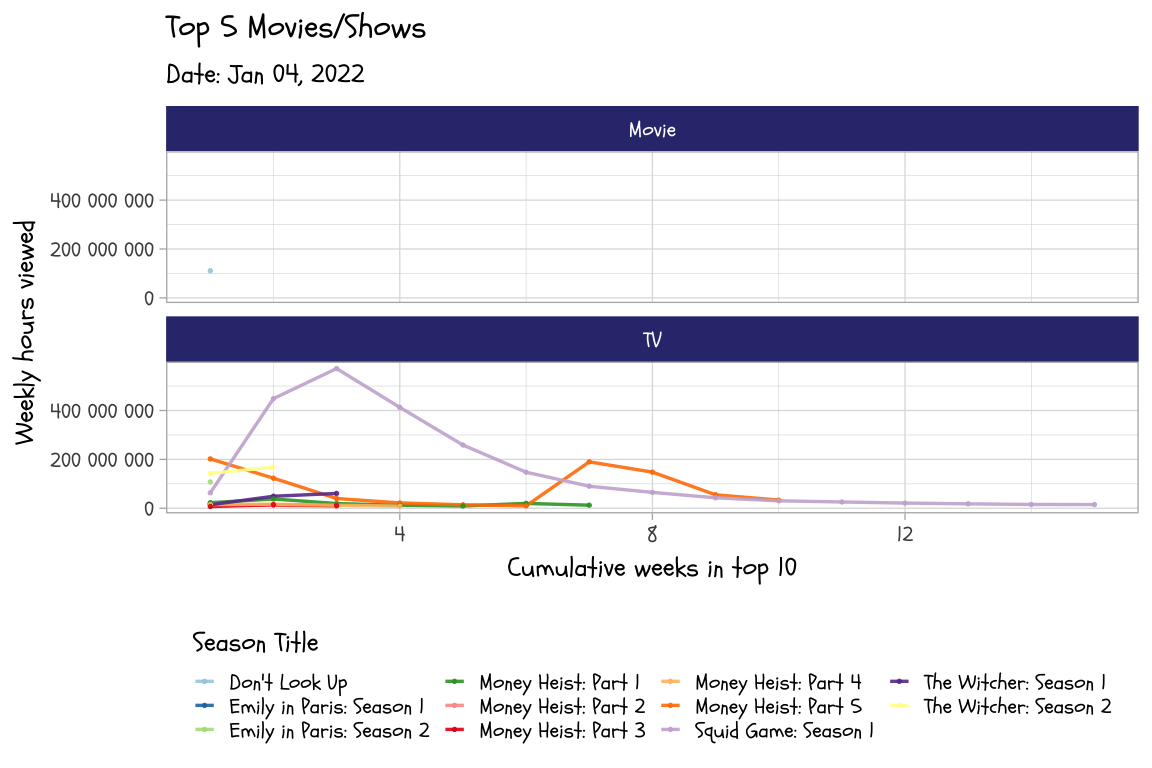 Top 5 Movies/Shows
Date: Jan 04, 2022
Movie
400 000 000
200 000 000
0
TV
400 000 000
200 000 000
0
4 8 12
Weekly hours viewed
Cumulative weeks in top 10
Season Title
Don't Look Up
Emily in Paris: Season 1
Emily in Paris: Season 2
Money Heist: Part 1
Money Heist: Part 2
Money Heist: Part 3
Money Heist: Part 4
Money Heist: Part 5
Squid Game: Season 1
The Witcher: Season 1
The Witcher: Season 2